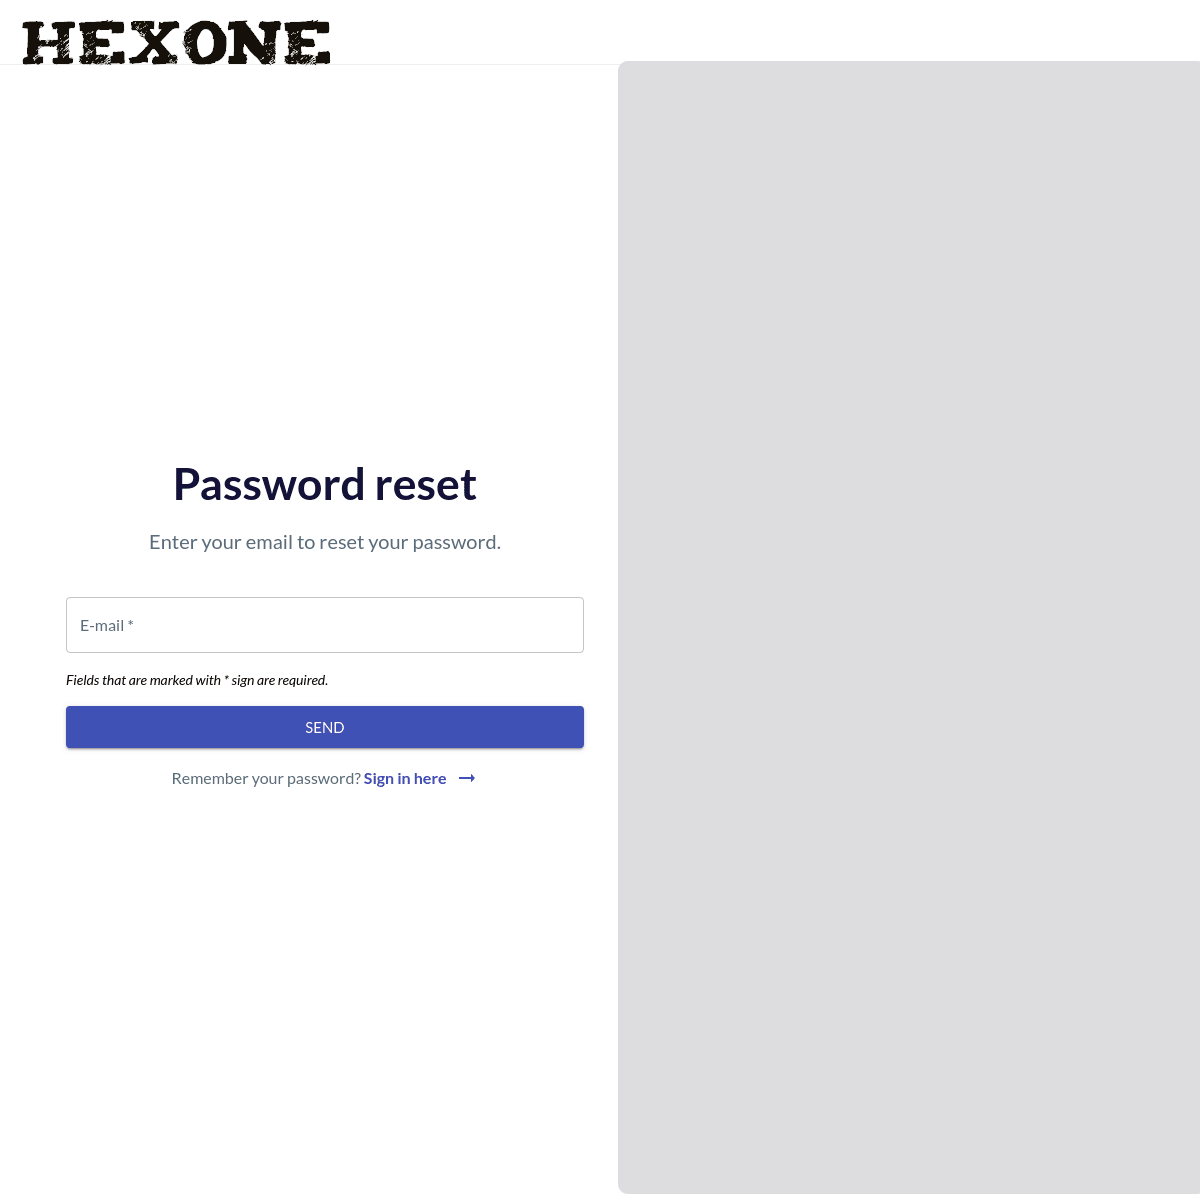 HEXONE
Password reset
Enter your email to reset your password.
E-mail *
Fields that are marked with * sign are required.
SEND
Remember your password? Sign in here